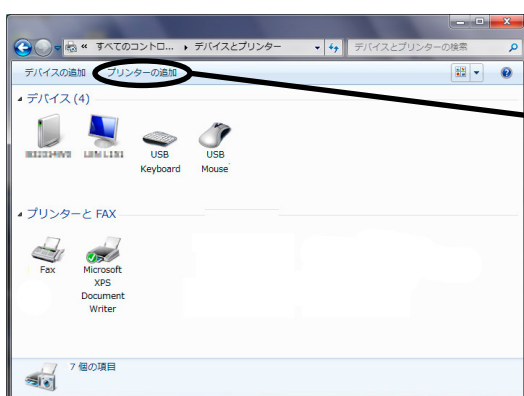 « すべてのコントロ... ▸ デバイスとプリンター
デバイスとプリンターの検索
デバイスの追加 プリンターの追加
デバイス (4)
USB Keyboard
USB Mouse
プリンターと FAX
Fax
Microsoft XPS Document Writer
7 個の項目